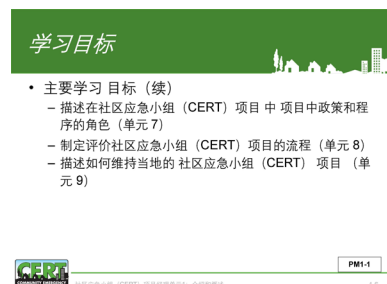 学习目标
• 主要学习 目标（续）
– 描述在社区应急小组（CERT）项目 中 项目中政策和程
序的角色（单元 7）
– 制定评价社区应急小组（CERT）项目的流程（单元 8）
– 描述如何维持当地的 社区应急小组（CERT） 项目 （单
元 9）
PM1-1
CERT
COMMUNITY EMERGENCY